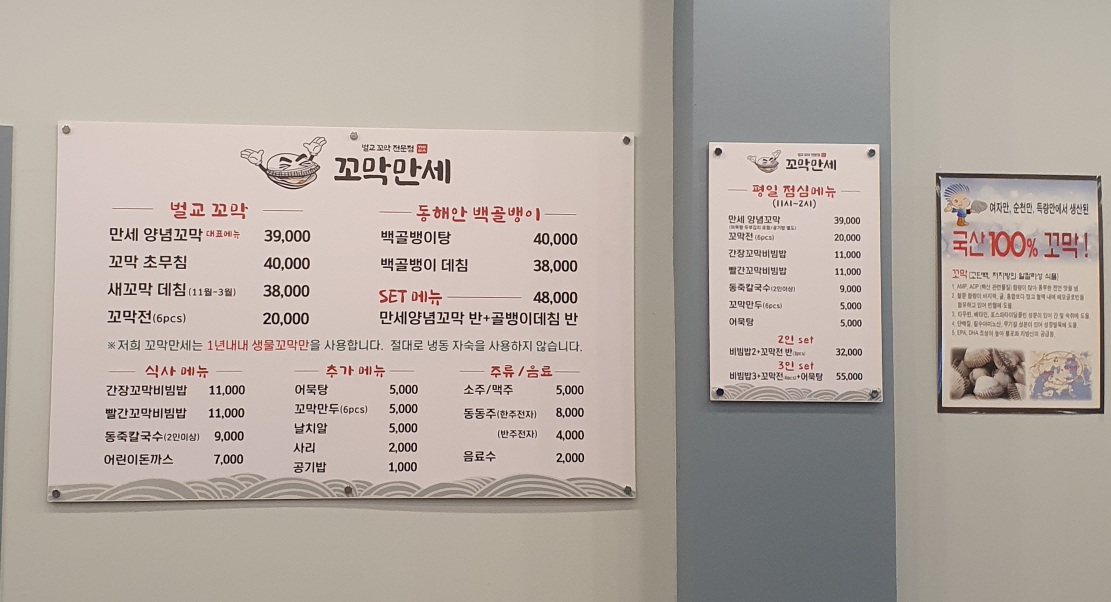 벌교 꼬막 전문점
꼬막만세
벌교 꼬막
만세 양념꼬막 대표메뉴 39,000
꼬막 초무침 40,000
새꼬막 데침 (11월~3월) 38,000
꼬막전(6pcs) 20,000
동해안 백골뱅이
백골뱅이탕 40,000
백골뱅이 데침 38,000
SET 메뉴 48,000
만세양념꼬막 반+골뱅이데침 반
※저희 꼬막만세는 1년내내 생물꼬막만을 사용합니다. 절대로 냉동 자숙을 사용하지 않습니다.
식사 메뉴
간장꼬막비빔밥 11,000
빨간꼬막비빔밥 11,000
동죽칼국수(2인이상) 9,000
어린이돈까스 7,000
추가 메뉴
어묵탕 5,000
꼬막만두(6pcs) 5,000
날치알 5,000
사리 2,000
공기밥 1,000
주류/음료
소주/맥주 5,000
동동주 (한주전자) 8,000
(반주전자) 4,000
음료수 2,000
벌교 꼬막 전문점
꼬막만세
평일 점심메뉴
(11시~2시)
만세 양념꼬막 39,000
꼬막전 (6pcs) 20,000
간장꼬막비빔밥 11,000
빨간꼬막비빔밥 11,000
동죽칼국수(2인이상) 9,000
꼬막만두(6pcs) 5,000
어묵탕 5,000
2인 set
비빔밥2+꼬막전 반(3pcs) 32,000
3인 set
비빔밥3+꼬막전(6pcs)+어묵탕 55,000
여자만, 순천만, 득량만에서 생산된
국산100% 꼬막!